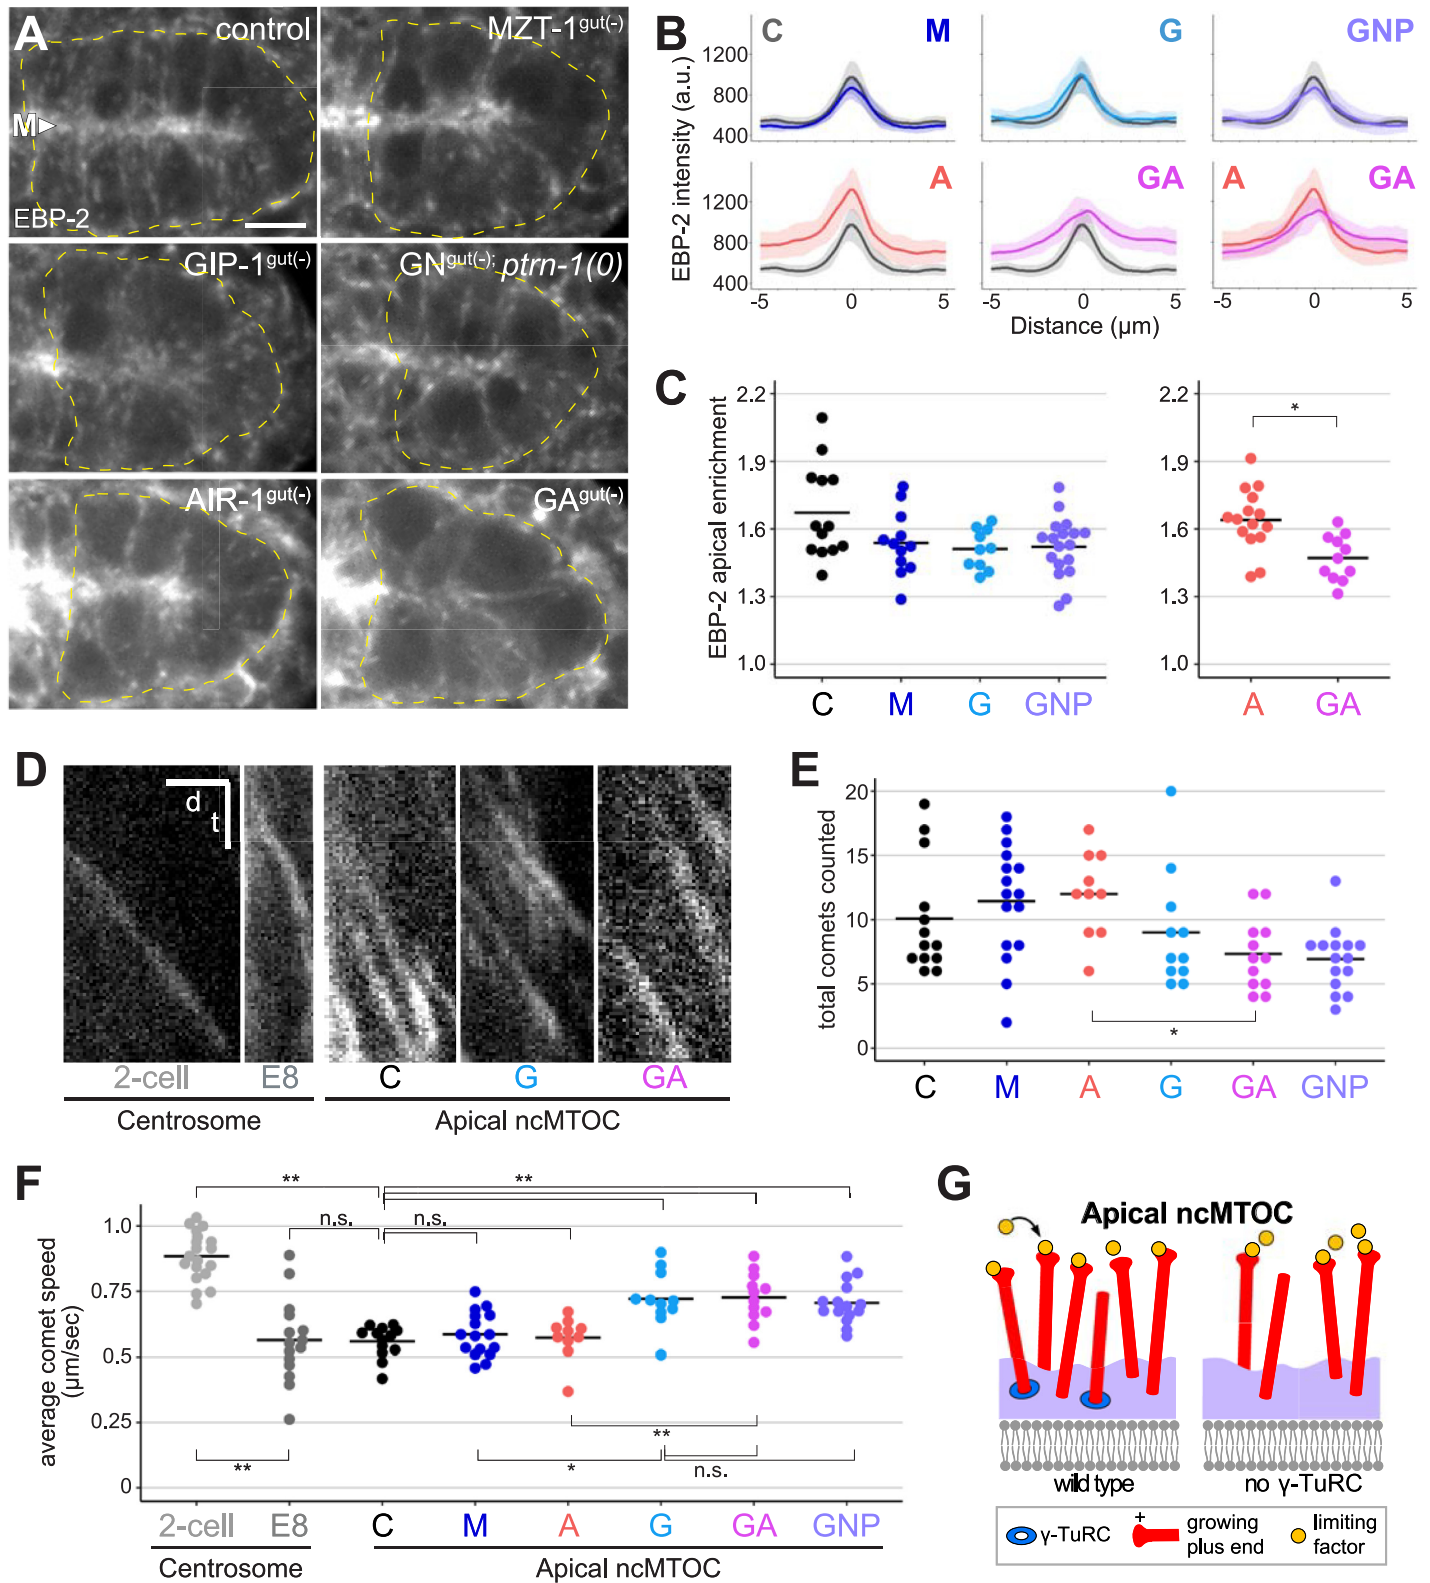 A
control
MZT-1gut(-)
M
EBP-2
GIP-1gut(-)
GNgut(-); ptrn-1(0)
AIR-1gut(-)
GAgut(-)
B
EBP-2 intensity (a.u.)
1200
800
400
C
M
G
GNP
1200
800
400
A
GA
A
GA
-5
0
5
-5
0
5
-5
0
5
Distance (µm)
C
EBP-2 apical enrichment
2.2
1.9
1.6
1.3
1.0
C
M
G
GNP
2.2
1.9
1.6
1.3
1.0
*
A
GA
D
d
t
2-cell
E8
C
G
GA
Centrosome
Apical ncMTOC
E
total comets counted
20
15
10
5
0
*
C
M
A
G
GA
GNP
F
average comet speed
(µm/sec)
1.0
0.75
0.5
0.25
0
**
**
n.s.
n.s.
**
**
*
n.s.
2-cell
E8
C
M
A
G
GA
GNP
Centrosome
Apical ncMTOC
G
Apical ncMTOC
wild type
no γ-TuRC
γ-TuRC
+
growing
plus end
limiting
factor